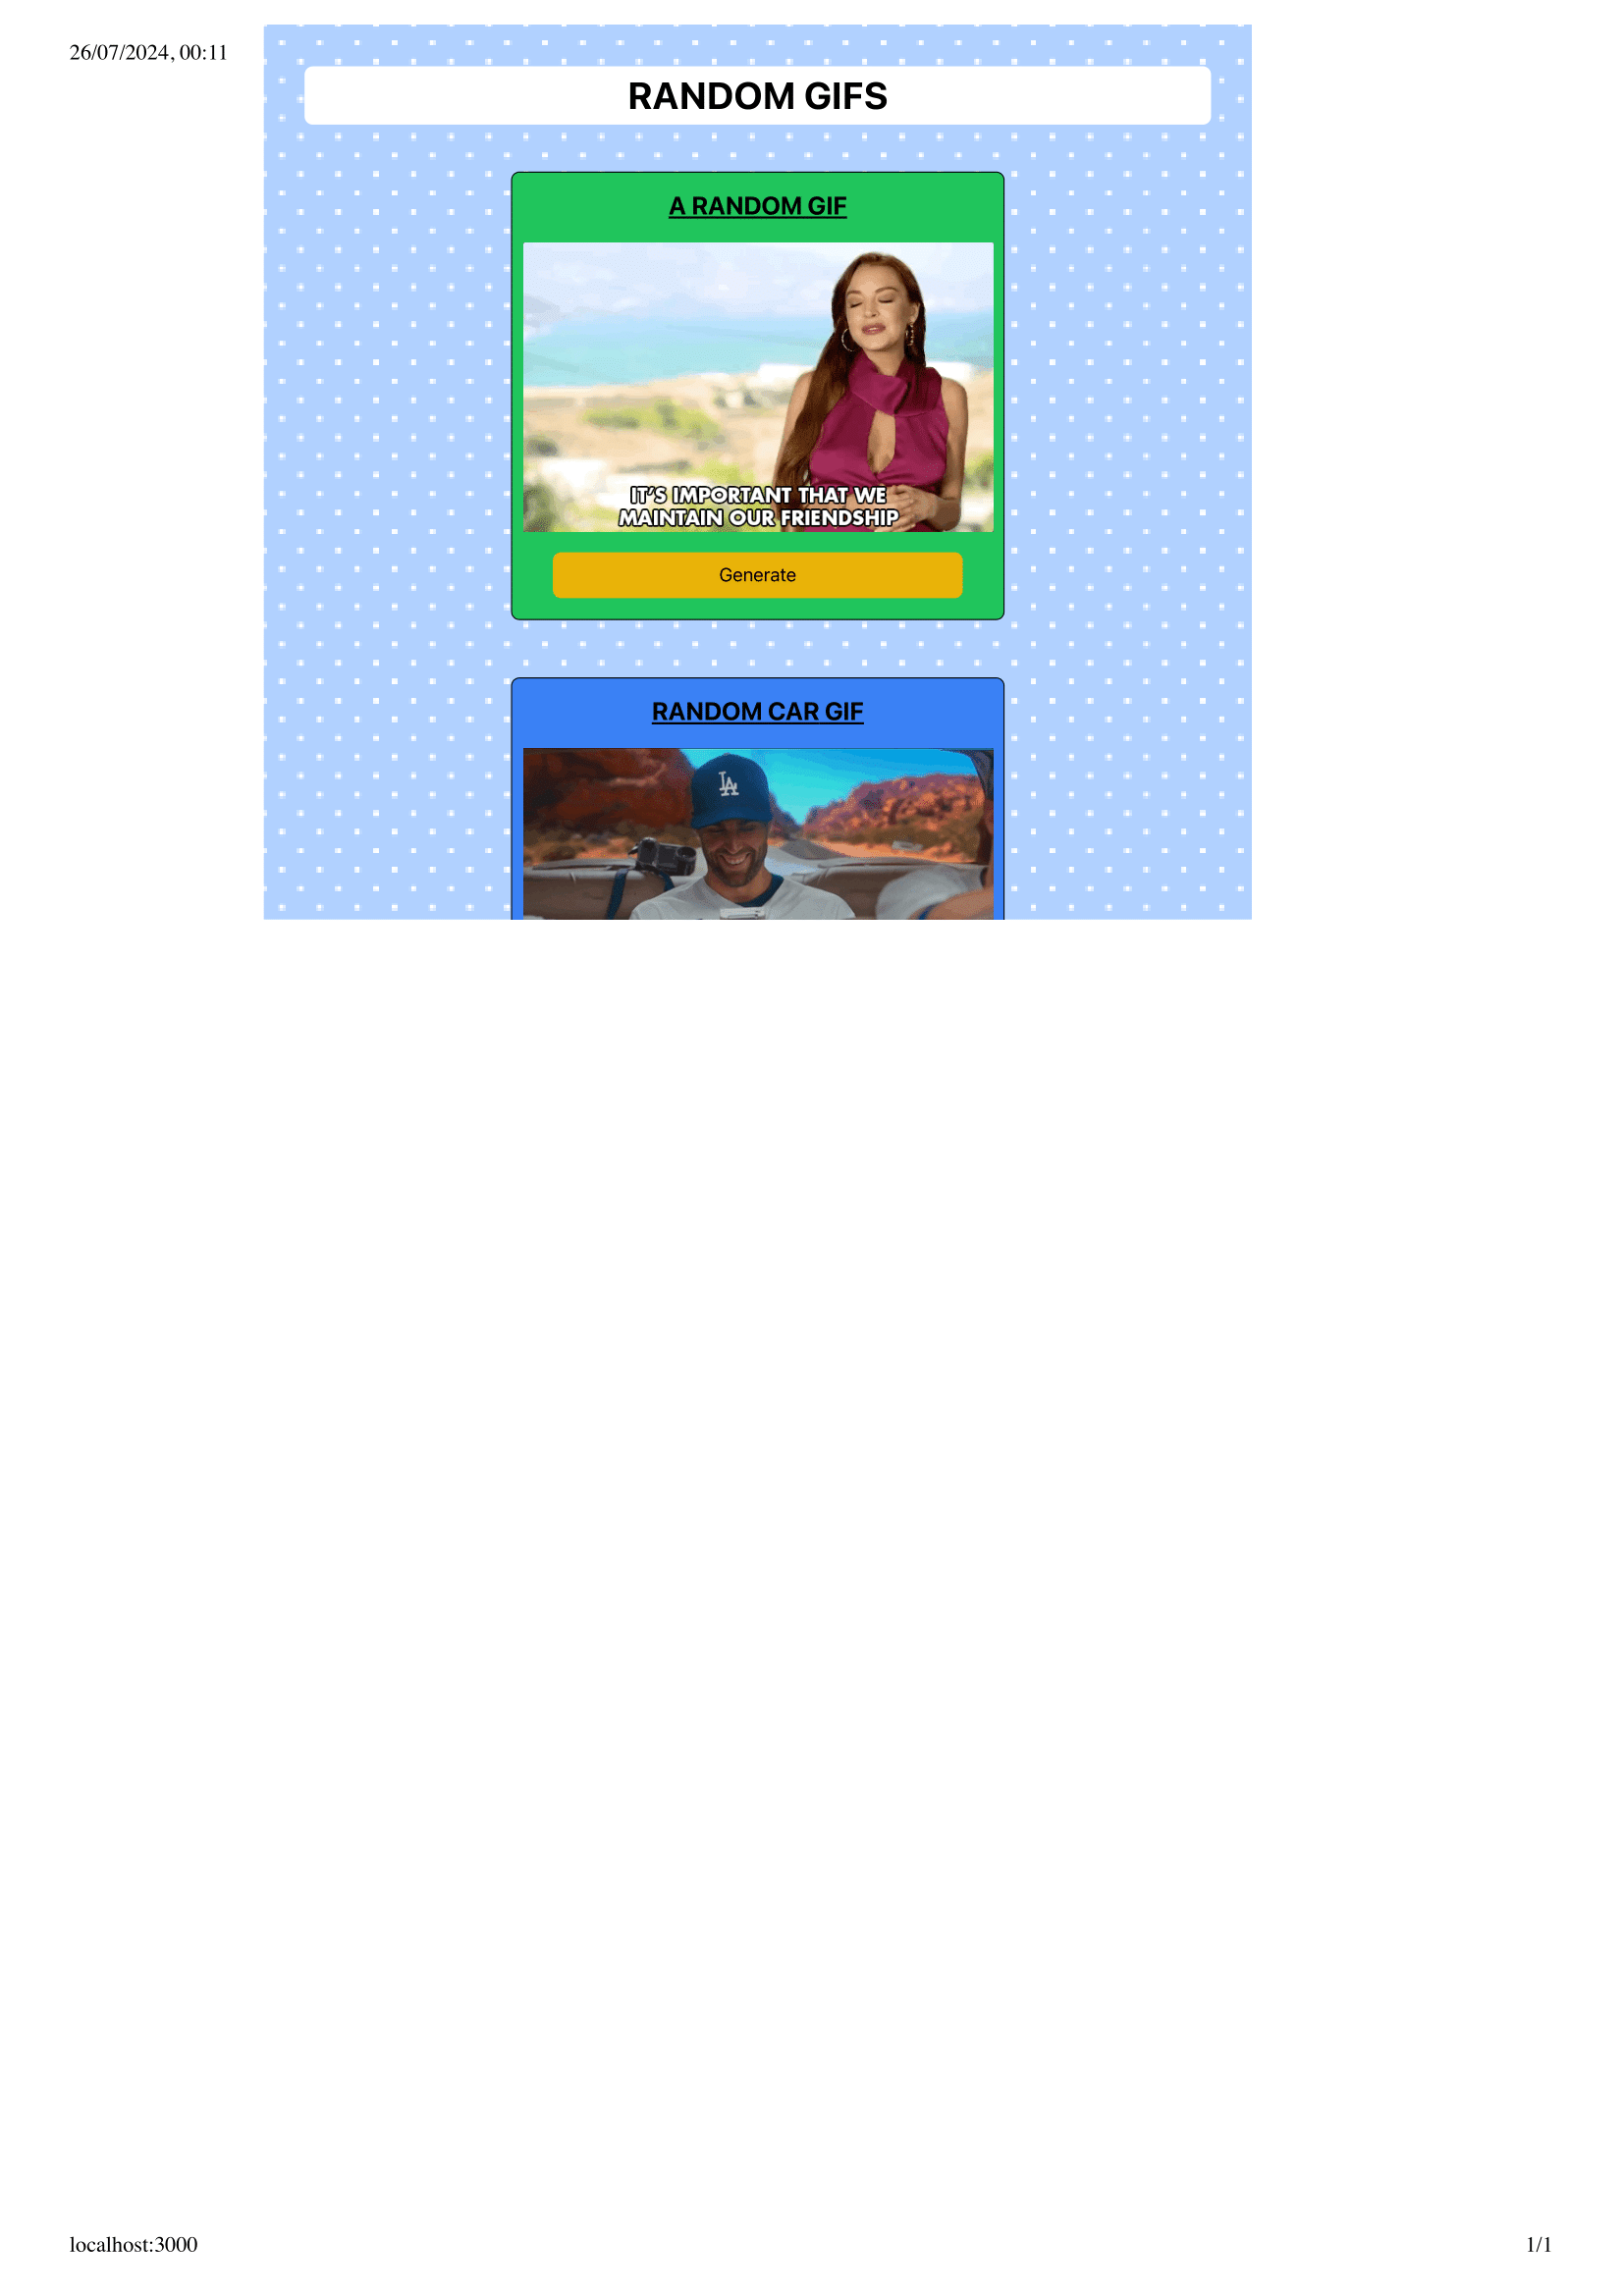 26/07/2024, 00:11
RANDOM GIFS
A RANDOM GIF
IT'S IMPORTANT THAT WE
MAINTAIN OUR FRIENDSHIP
Generate
RANDOM CAR GIF
LA
localhost:3000
1/1